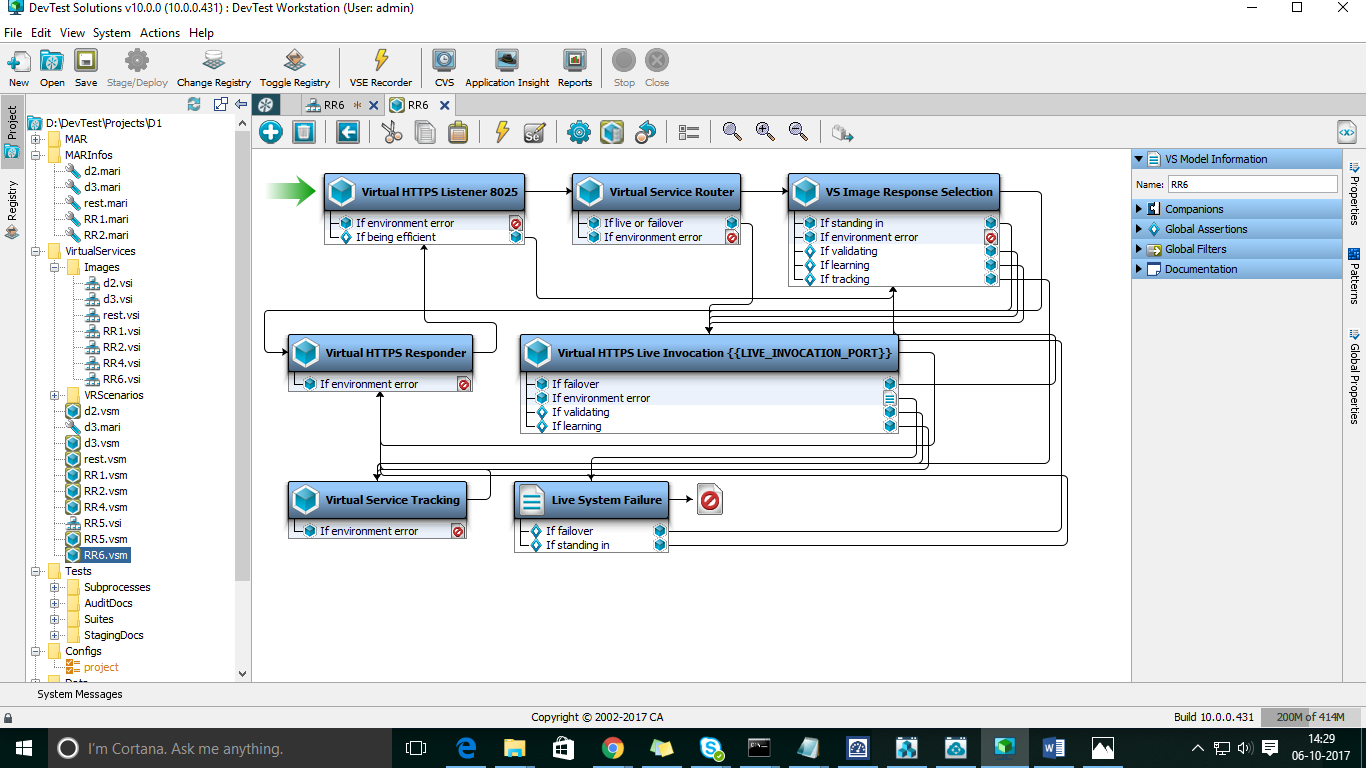 DevTest Solutions v10.0.0 (10.0.0.431) : DevTest Workstation (User: admin)
File Edit View System Actions Help
New Open Save Stage/Deploy Change Registry Toggle Registry VSE Recorder CVS Application Insight Reports Stop Close
Project
Registry
D:\DevTest\Projects\D1
MAR
MARInfos
d2.mari
d3.mari
rest.mari
RR1.mari
RR2.mari
VirtualServices
Images
d2.vsi
d3.vsi
rest.vsi
RR1.vsi
RR2.vsi
RR4.vsi
RR6.vsi
VRScenarios
d2.vsm
d3.mari
d3.vsm
rest.vsm
RR1.vsm
RR2.vsm
RR4.vsm
RR5.vsi
RR5.vsm
RR6.vsm
Tests
Subprocesses
AuditDocs
Suites
StagingDocs
Configs
project
RR6 * RR6
Se
Virtual HTTPS Listener 8025
If environment error
If being efficient
Virtual Service Router
If live or failover
If environment error
VS Image Response Selection
If standing in
If environment error
If validating
If learning
If tracking
Virtual HTTPS Responder
If environment error
Virtual HTTPS Live Invocation {{LIVE_INVOCATION_PORT}}
If failover
If environment error
If validating
If learning
Virtual Service Tracking
If environment error
Live System Failure
If failover
If standing in
VS Model Information
Name: RR6
Companions
Global Assertions
Global Filters
Documentation
Properties
Patterns
Global Properties
System Messages
Copyright © 2002-2017 CA
Build 10.0.0.431
200M of 414M
I'm Cortana. Ask me anything.
14:29
06-10-2017